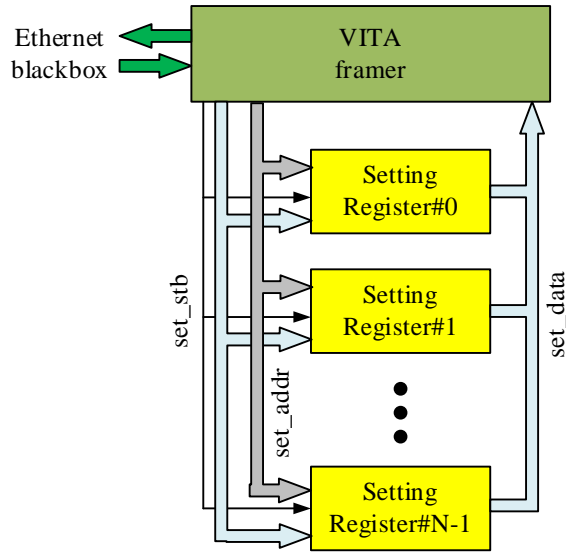 Ethernet
blackbox
VITA
framer
Setting
Register#0
Setting
Register#1
set_stb
set_addr
set_data
Setting
Register#N-1